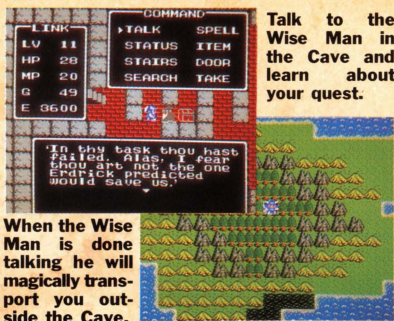 LINK
LV 11
HP 28
MP 20
G 49
E 3600
COMMAND
TALK SPELL
STATUS ITEM
STAIRS DOOR
SEARCH TAKE
'In thy task thou hast
failed. Alas, I fear
thou art not the one
Erdrick predicted
would save us.'
Talk to the
Wise Man in
the Cave and
learn about
your quest.
When the Wise
Man is done
talking he will
magically trans-
port you out-
side the Cave.